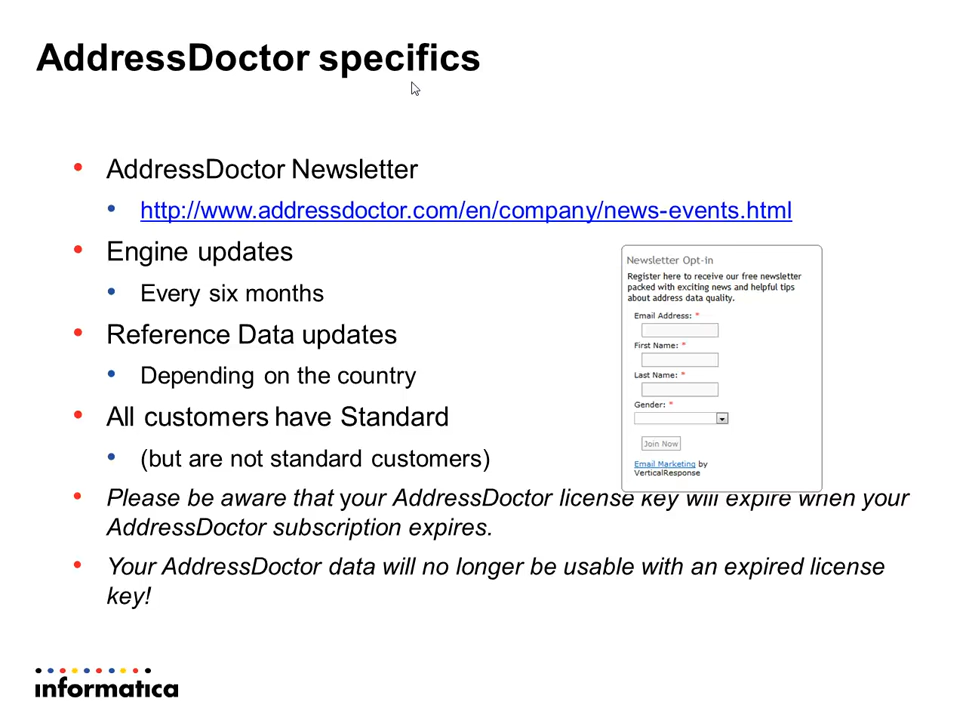 AddressDoctor specifics
• AddressDoctor Newsletter
• http://www.addressdoctor.com/en/company/news-events.html
• Engine updates
• Every six months
• Reference Data updates
• Depending on the country
• All customers have Standard
• (but are not standard customers)
• Please be aware that your AddressDoctor license key will expire when your
AddressDoctor subscription expires.
• Your AddressDoctor data will no longer be usable with an expired license
key!
Newsletter Opt-in
Register here to receive our free newsletter
packed with exciting news and helpful tips
about address data quality.
Email Address: *
First Name: *
Last Name: *
Gender: *
Join Now
Email Marketing by
VerticalResponse
informatica